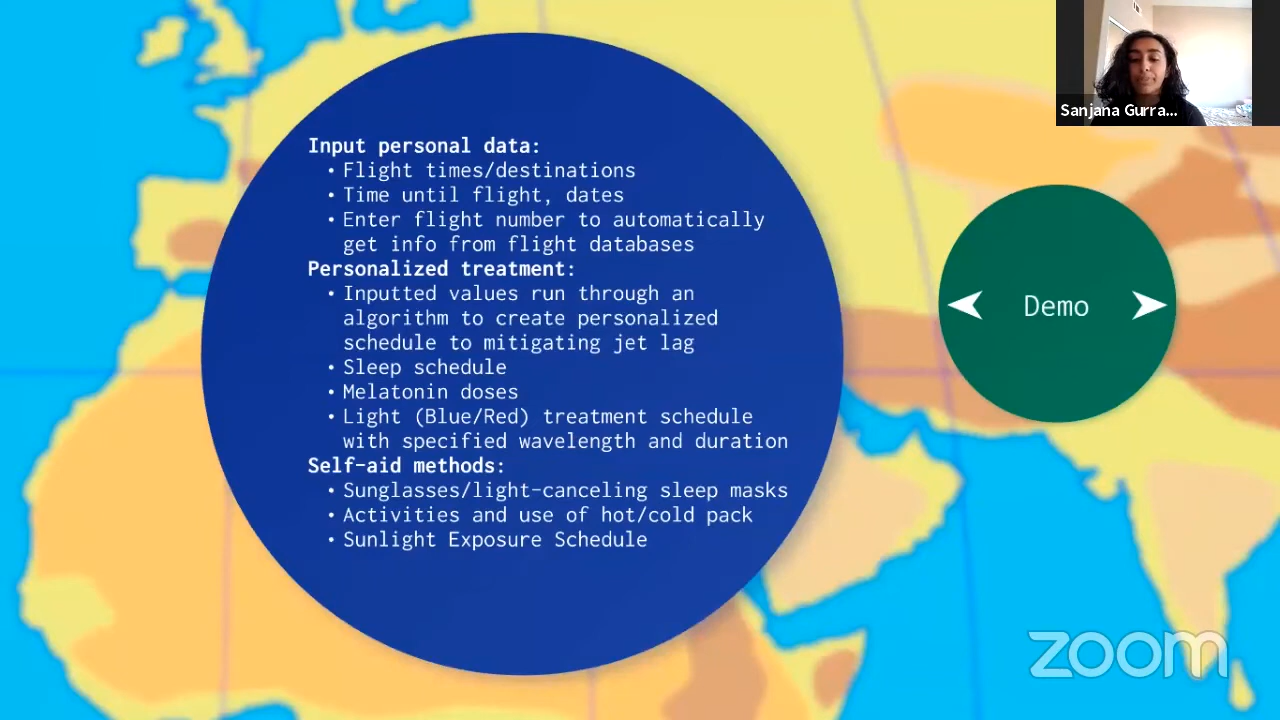 Sanjana Gurra...
Input personal data:
• Flight times/destinations
• Time until flight, dates
• Enter flight number to automatically
get info from flight databases
Personalized treatment:
• Inputted values run through an
algorithm to create personalized
schedule to mitigating jet lag
• Sleep schedule
• Melatonin doses
• Light (Blue/Red) treatment schedule
with specified wavelength and duration
Self-aid methods:
• Sunglasses/light-canceling sleep masks
• Activities and use of hot/cold pack
• Sunlight Exposure Schedule
Demo
zoom